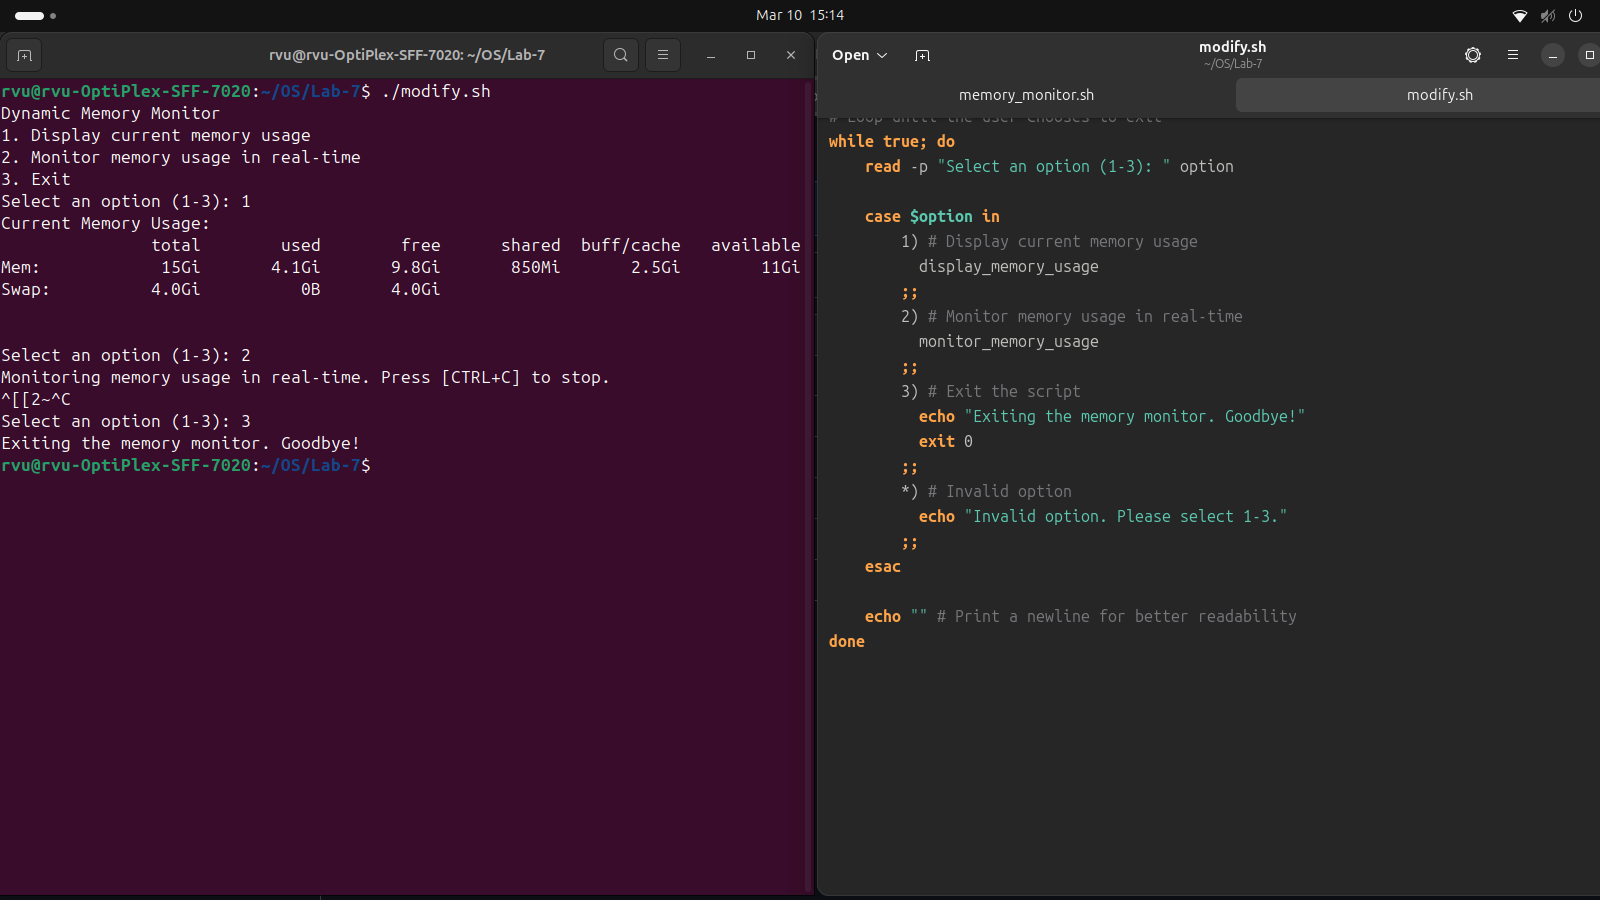 Mar 10 15:14
rvu@rvu-OptiPlex-SFF-7020: ~/OS/Lab-7
rvu@rvu-OptiPlex-SFF-7020:~/OS/Lab-7$ ./modify.sh
Dynamic Memory Monitor
1. Display current memory usage
2. Monitor memory usage in real-time
3. Exit
Select an option (1-3): 1
Current Memory Usage:
               total        used        free      shared  buff/cache   available
Mem:            15Gi       4.1Gi       9.8Gi       850Mi       2.5Gi        11Gi
Swap:          4.0Gi          0B       4.0Gi
Select an option (1-3): 2
Monitoring memory usage in real-time. Press [CTRL+C] to stop.
^[[2~^C
Select an option (1-3): 3
Exiting the memory monitor. Goodbye!
rvu@rvu-OptiPlex-SFF-7020:~/OS/Lab-7$
Open
modify.sh
~/OS/Lab-7
memory_monitor.sh
modify.sh
# Loop until the user chooses to exit
while true; do
    read -p "Select an option (1-3): " option
    case $option in
        1) # Display current memory usage
          display_memory_usage
        ;;
        2) # Monitor memory usage in real-time
          monitor_memory_usage
        ;;
        3) # Exit the script
          echo "Exiting the memory monitor. Goodbye!"
          exit 0
        ;;
        *) # Invalid option
          echo "Invalid option. Please select 1-3."
        ;;
    esac
    echo "" # Print a newline for better readability
done